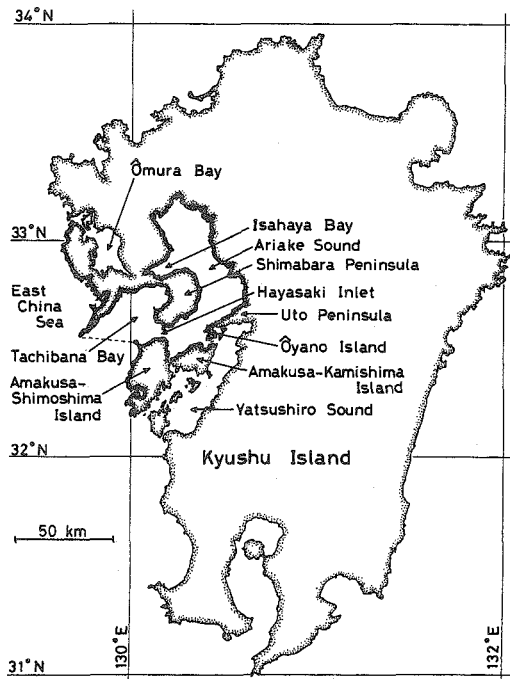 34°N
Ômura Bay
33°N
Isahaya Bay
Ariake Sound
Shimabara Peninsula
East
China
Sea
Hayasaki Inlet
Uto Peninsula
Tachibana Bay
Ôyano Island
Amakusa-
Shimoshima
Island
Amakusa-Kamishima
Island
Yatsushiro Sound
32°N
Kyushu Island
50 km
130°E
132°E
31°N